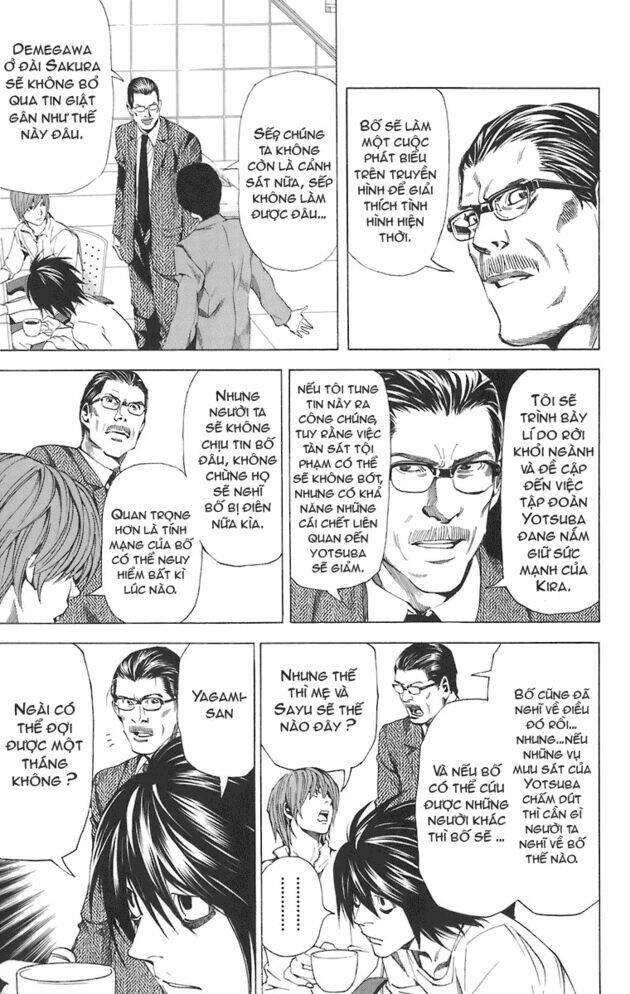 BỐ SẼ LÀM
MỘT CUỘC
PHÁT BIỂU
TRÊN TRUYỀN
HÌNH ĐỂ GIẢI
THÍCH TÌNH
HÌNH HIỆN
THỜI.
SẾP, CHÚNG
TA KHÔNG
CÒN LÀ CẢNH
SÁT NỮA, SẾP
KHÔNG LÀM
ĐƯỢC ĐÂU...
DEMEGAWA
Ở ĐÀI SAKURA
SẼ KHÔNG BỎ
QUA TIN GIẬT
GÂN NHƯ THẾ
NÀY ĐÂU.
TÔI SẼ
TRÌNH BÀY
LÍ DO RỜI
KHỎI NGÀNH
VÀ ĐỀ CẬP
ĐẾN VIỆC
TẬP ĐOÀN
YOTSUBA
ĐANG NẮM
GIỮ SỨC
MẠNH CỦA
KIRA.
NẾU TÔI TUNG
TIN NÀY RA
CÔNG CHÚNG,
TUY RẰNG VIỆC
TÀN SÁT TỘI
PHẠM CÓ THỂ
SẼ KHÔNG BỚT,
NHƯNG CÓ KHẢ
NĂNG NHỮNG
CÁI CHẾT LIÊN
QUAN ĐẾN
YOTSUBA
SẼ GIẢM.
NHƯNG
NGƯỜI TA
SẼ KHÔNG
CHỊU TIN BỐ
ĐÂU, KHÔNG
CHỪNG HỌ
SẼ NGHĨ
BỐ BỊ ĐIÊN
NỮA KÌA.
QUAN TRỌNG
HƠN LÀ TÍNH
MẠNG CỦA BỐ
CÓ THỂ NGUY
HIỂM BẤT KÌ
LÚC NÀO.
BỐ CŨNG ĐÃ
NGHĨ VỀ ĐIỀU
ĐÓ RỒI...
NHƯNG...NẾU
NHỮNG VỤ
MƯU SÁT CỦA
YOTSUBA
CHẤM DỨT
THÌ CẦN GÌ
NGƯỜI TA
NGHĨ VỀ BỐ
THẾ NÀO.
VÀ NẾU BỐ
CÓ THỂ CỨU
ĐƯỢC NHỮNG
NGƯỜI KHÁC
THÌ BỐ SẼ ...
NHƯNG THẾ
THÌ MẸ VÀ
SAYU SẼ THẾ
NÀO ĐÂY ?
........
YAGAMI-
SAN
NGÀI CÓ
THỂ ĐỢI
ĐƯỢC MỘT
THÁNG
KHÔNG ?